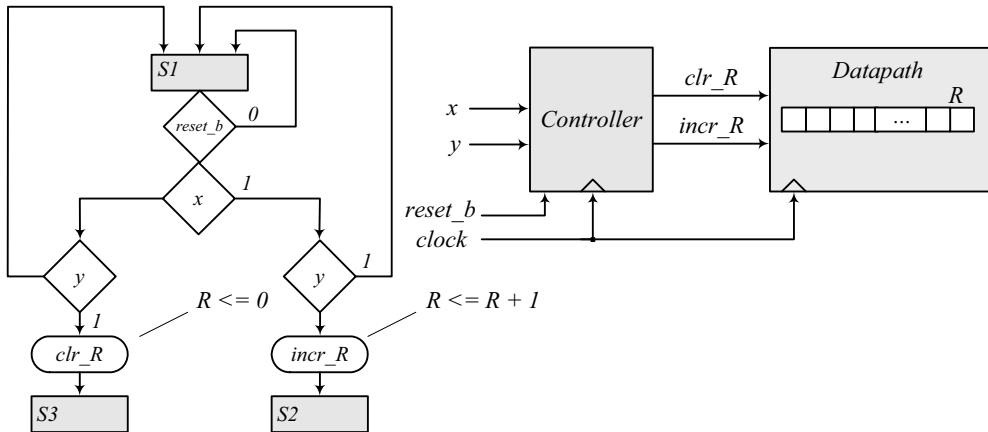 S1
reset_b
0
x
1
y
1
R <= 0
clr_R
S3
y
1
R <= R + 1
incr_R
S2
x
y
Controller
reset_b
clock
clr_R
incr_R
Datapath
R
...